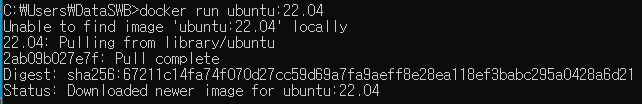 C:₩Users₩DataSWB>docker run ubuntu:22.04
Unable to find image 'ubuntu:22.04' locally
22.04: Pulling from library/ubuntu
2ab09b027e7f: Pull complete
Digest: sha256:67211c14fa74f070d27cc59d69a7fa9aeff8e28ea118ef3babc295a0428a6d21
Status: Downloaded newer image for ubuntu:22.04